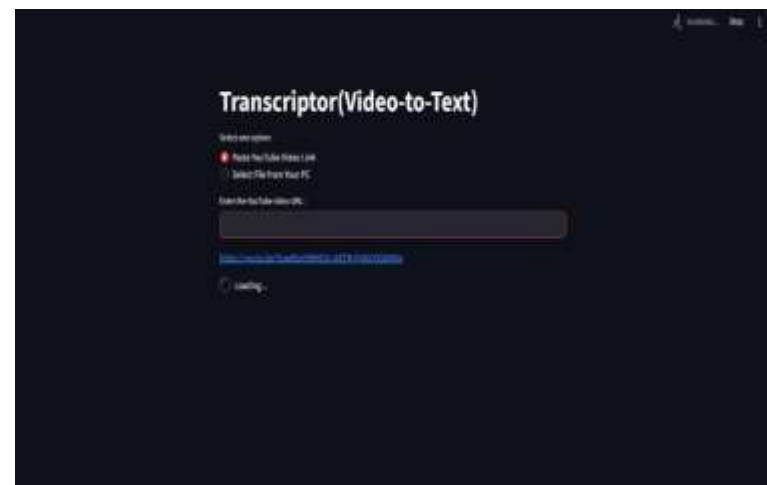 Stop
Transcriptor(Video-to-Text)
Select one option
Paste YouTube Video Link
Select File from Your PC
Enter the YouTube video URL:
Loading...